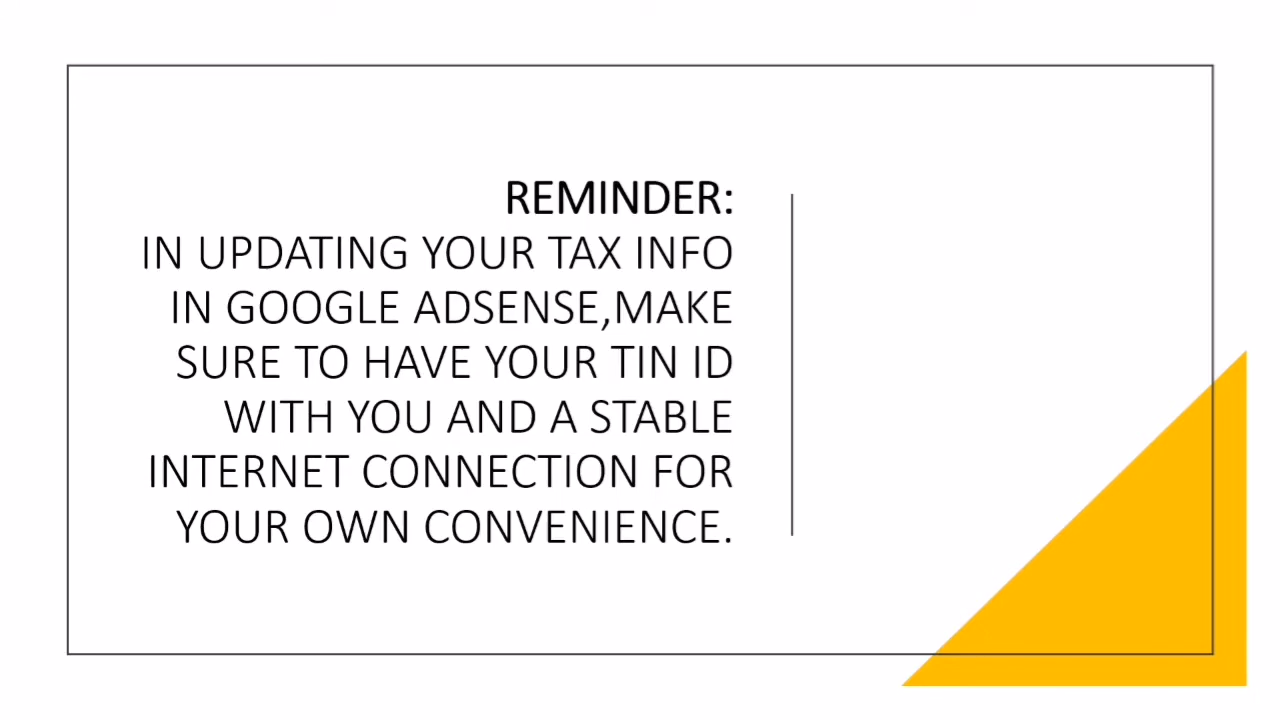 REMINDER:
IN UPDATING YOUR TAX INFO
IN GOOGLE ADSENSE,MAKE
SURE TO HAVE YOUR TIN ID
WITH YOU AND A STABLE
INTERNET CONNECTION FOR
YOUR OWN CONVENIENCE.